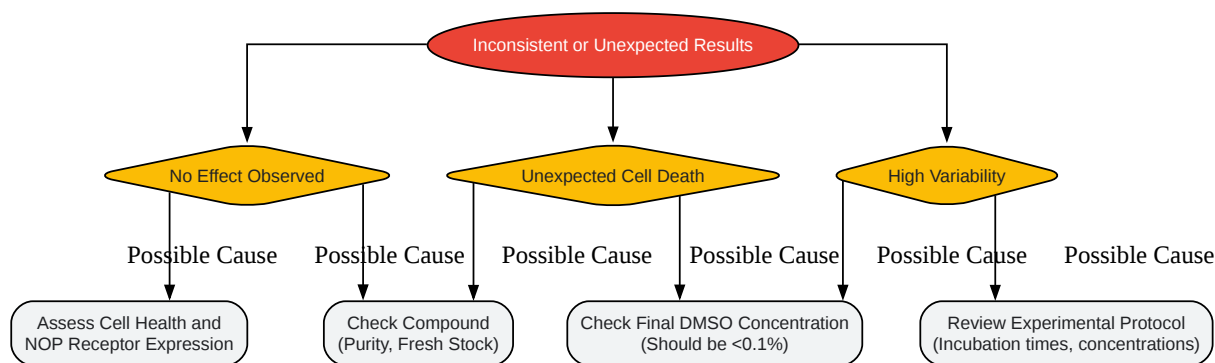 Inconsistent or Unexpected Results
No Effect Observed
Unexpected Cell Death
High Variability
Possible Cause
Possible Cause
Possible Cause
Possible Cause
Possible Cause
Possible Cause
Assess Cell Health and
NOP Receptor Expression
Check Compound
(Purity, Fresh Stock)
Check Final DMSO Concentration
(Should be <0.1%)
Review Experimental Protocol
(Incubation times, concentrations)